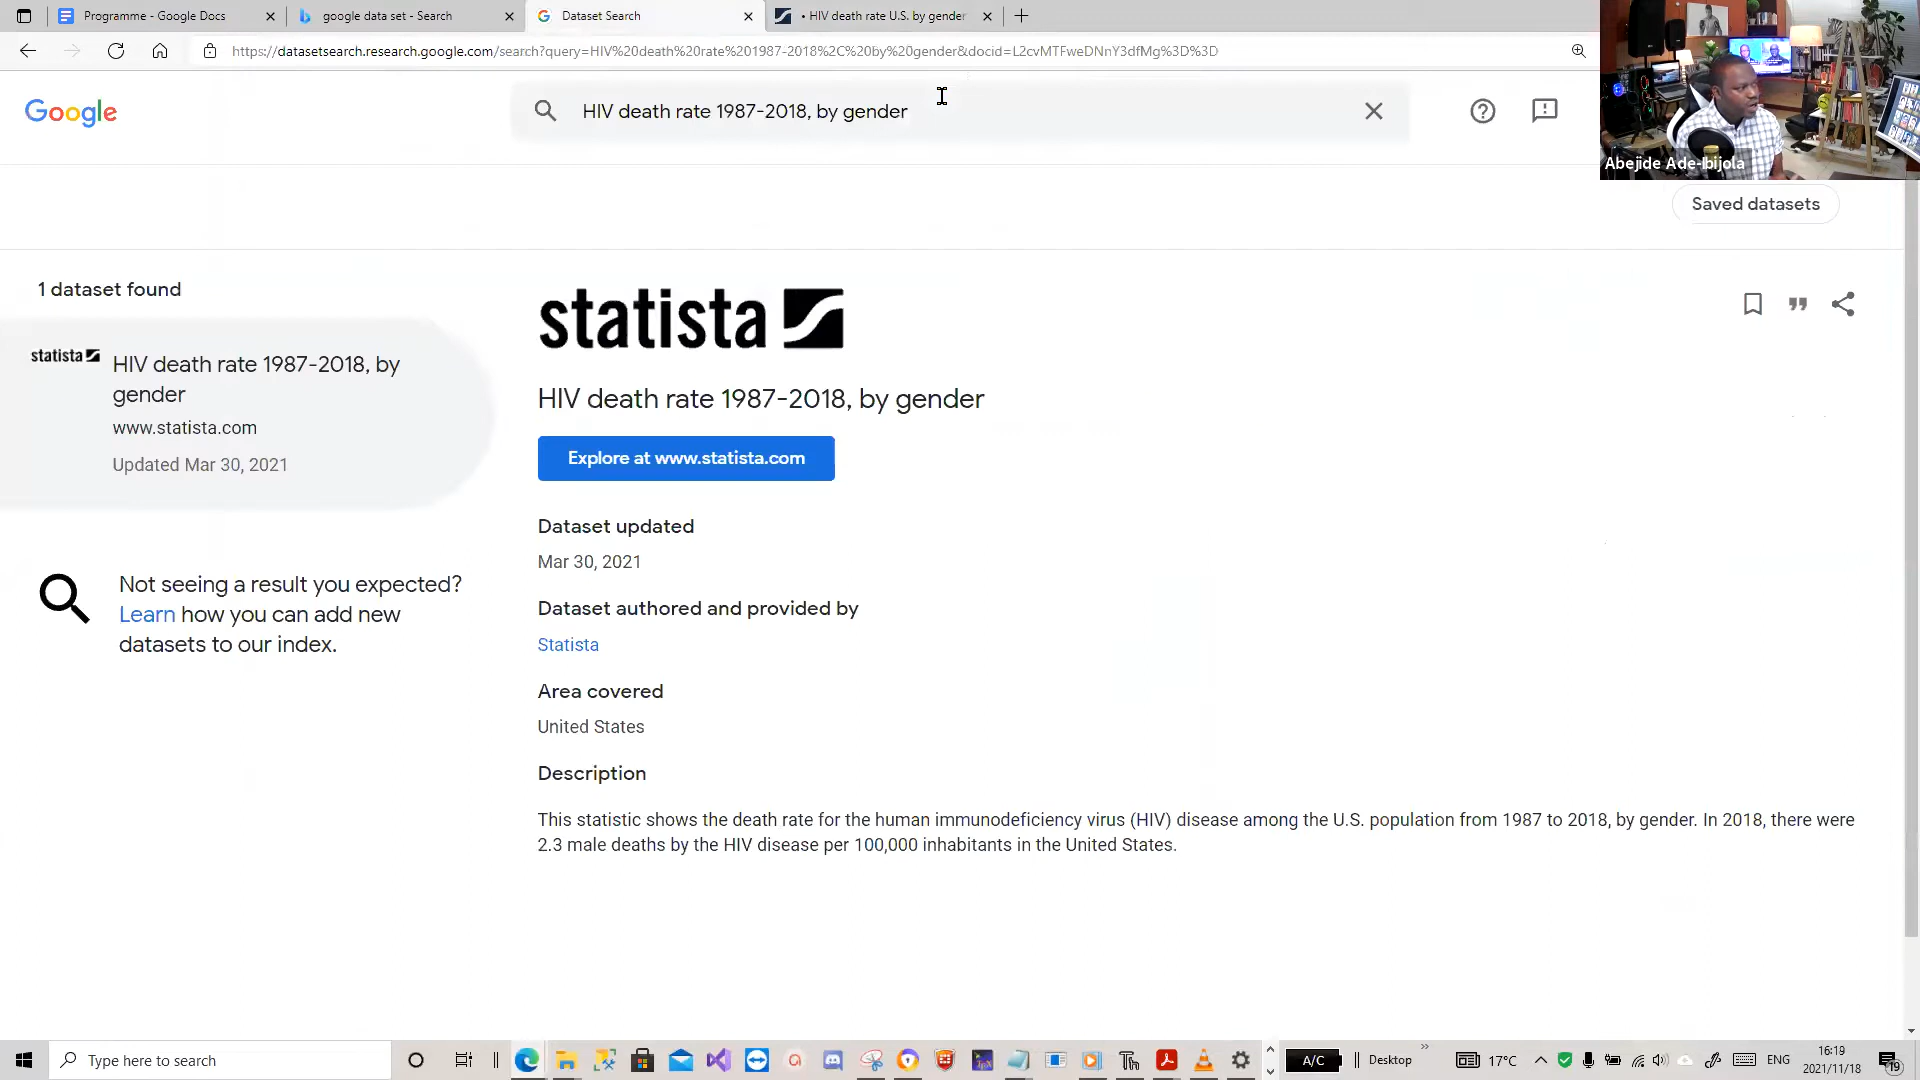 Programme - Google Docs
google data set - Search
Dataset Search
• HIV death rate U.S. by gender
https://datasetsearch.research.google.com/search?query=HIV%20death%20rate%201987-2018%2C%20by%20gender&docid=L2cvMTFweDNnY3dfMg%3D%3D
Google
HIV death rate 1987-2018, by gender
Abejide Ade-Ibijola
Saved datasets
1 dataset found
statista
HIV death rate 1987-2018, by
gender
www.statista.com
Updated Mar 30, 2021
Not seeing a result you expected?
Learn how you can add new
datasets to our index.
statista
HIV death rate 1987-2018, by gender
Explore at www.statista.com
Dataset updated
Mar 30, 2021
Dataset authored and provided by
Statista
Area covered
United States
Description
This statistic shows the death rate for the human immunodeficiency virus (HIV) disease among the U.S. population from 1987 to 2018, by gender. In 2018, there were
2.3 male deaths by the HIV disease per 100,000 inhabitants in the United States.
Type here to search
A/C
Desktop
17°C
ENG
16:19
2021/11/18
19